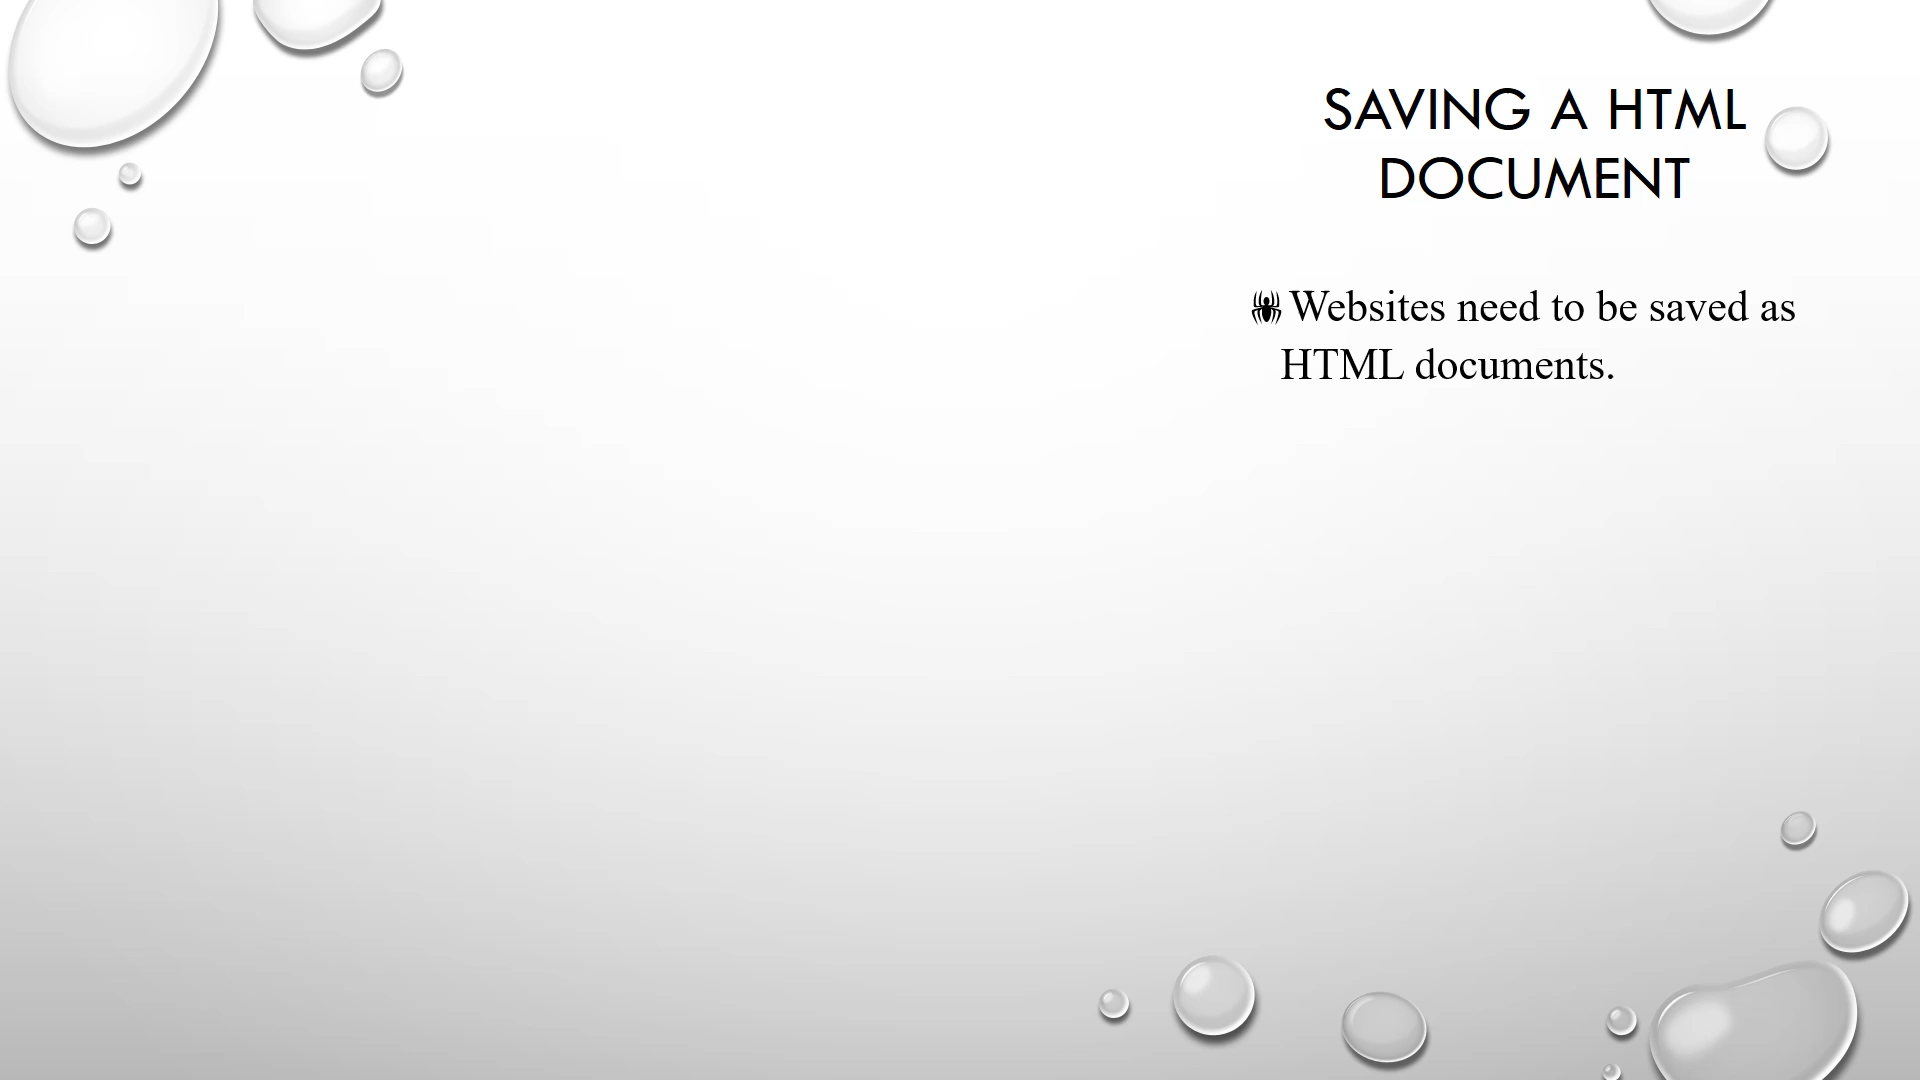 SAVING A HTML
DOCUMENT
🕷Websites need to be saved as
HTML documents.